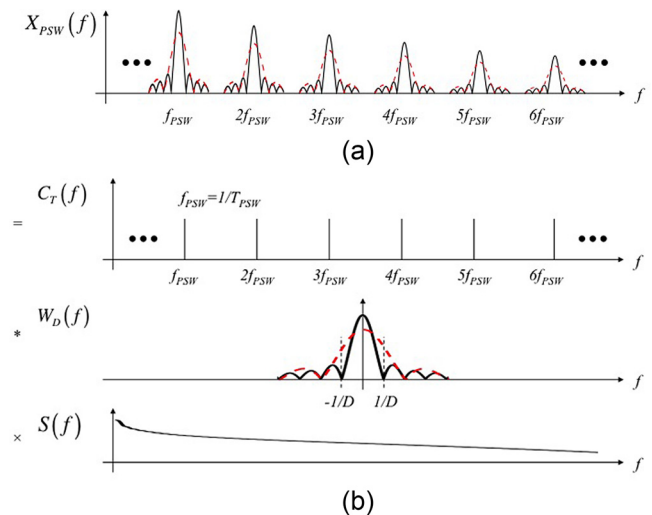 X_PSW(f)
••• •••
f
f_PSW 2f_PSW 3f_PSW 4f_PSW 5f_PSW 6f_PSW
(a)
C_T(f)
f_PSW=1/T_PSW
=
••• •••
f
f_PSW 2f_PSW 3f_PSW 4f_PSW 5f_PSW 6f_PSW
W_D(f)
*
f
-1/D 1/D
S(f)
×
f
(b)